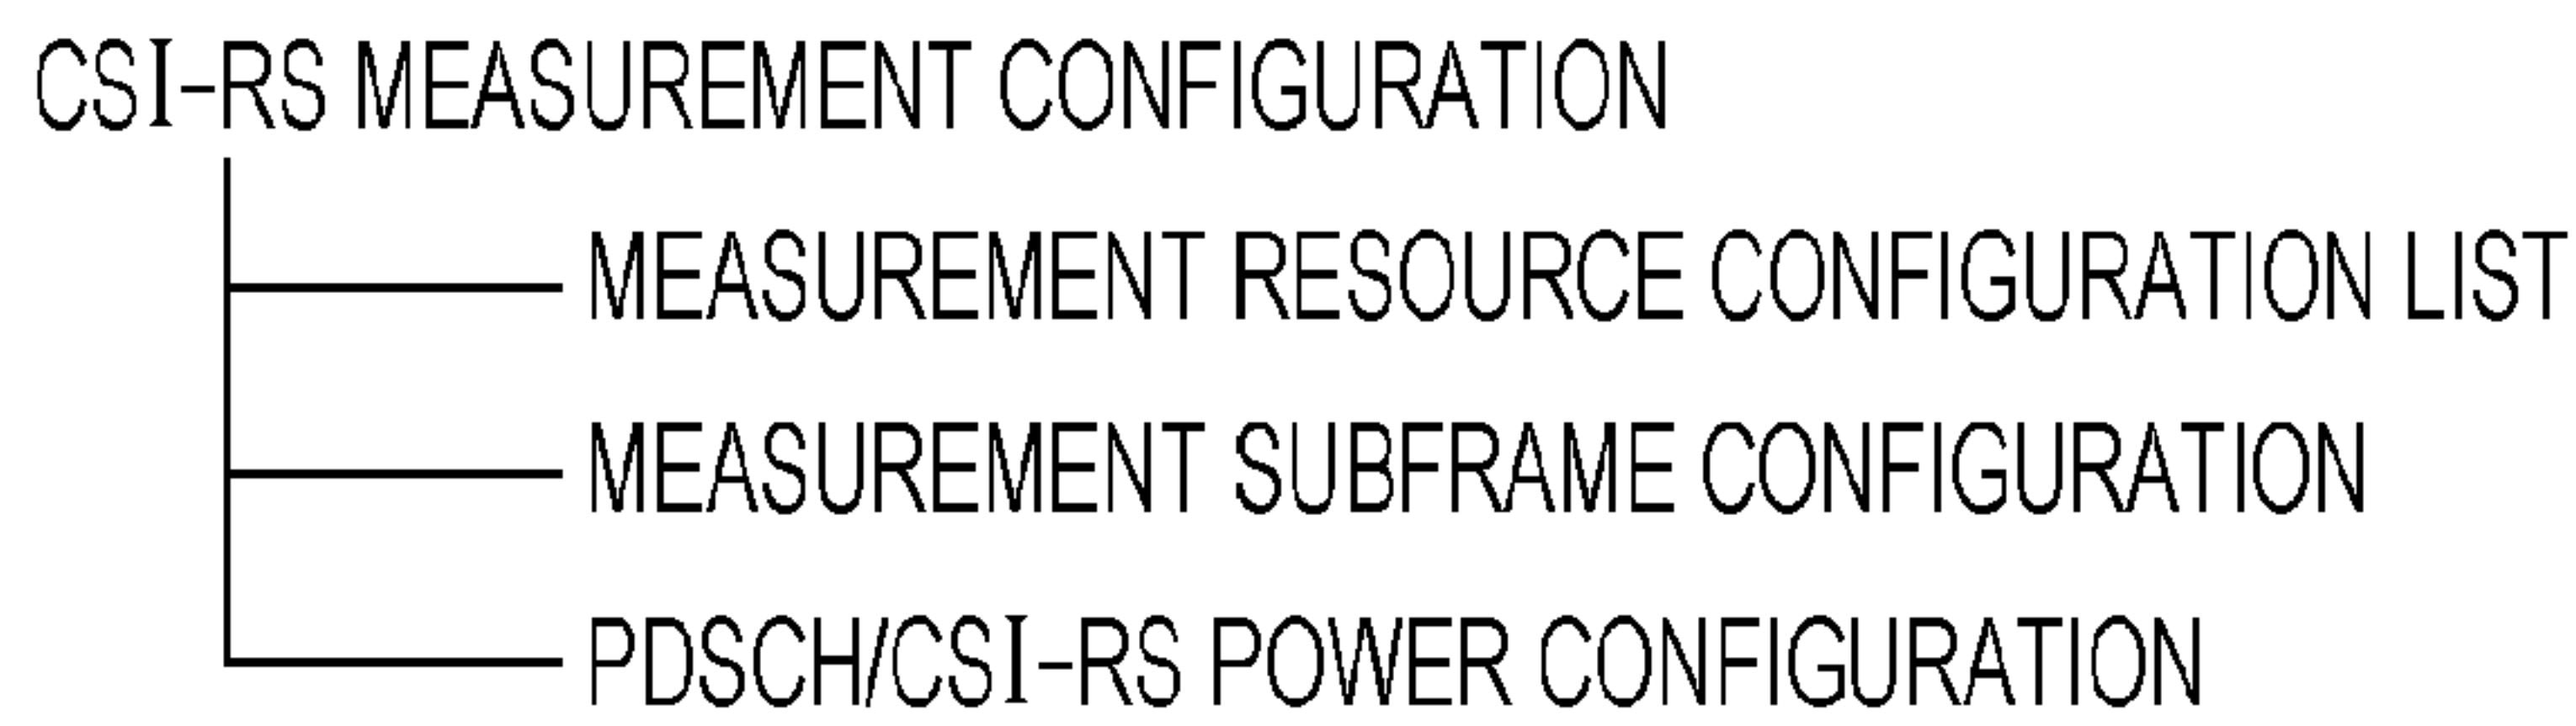 CSI-RS MEASUREMENT CONFIGURATION
MEASUREMENT RESOURCE CONFIGURATION LIST
MEASUREMENT SUBFRAME CONFIGURATION
PDSCH/CSI-RS POWER CONFIGURATION